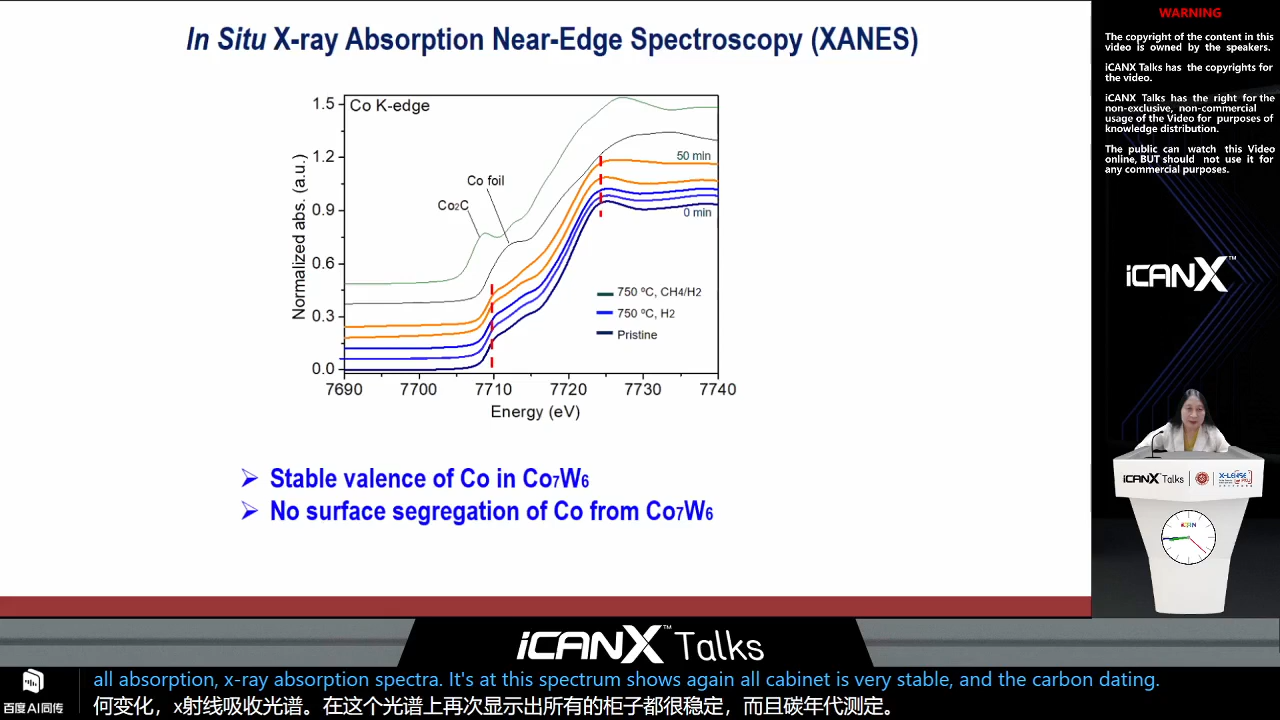 In Situ X-ray Absorption Near-Edge Spectroscopy (XANES)
Co K-edge
1.5
1.2
0.9
0.6
0.3
0.0
Normalized abs. (a.u.)
Co foil
Co2C
50 min
0 min
750 ºC, CH4/H2
750 ºC, H2
Pristine
7690 7700 7710 7720 7730 7740
Energy (eV)
➢ Stable valence of Co in Co7W6
➢ No surface segregation of Co from Co7W6
WARNING
The copyright of the content in this
video is owned by the speakers.
iCANX Talks has the copyrights for
the video.
iCANX Talks has the right for the
non-exclusive, non-commercial
usage of the Video for purposes of
knowledge distribution.
The public can watch this Video
online, BUT should not use it for
any commercial purposes.
iCANX™
iCANX Talks
X-LENSE
iCANX™ Talks
百度AI同传
all absorption, x-ray absorption spectra. It's at this spectrum shows again all cabinet is very stable, and the carbon dating.
何变化，x射线吸收光谱。在这个光谱上再次显示出所有的柜子都很稳定，而且碳年代测定。